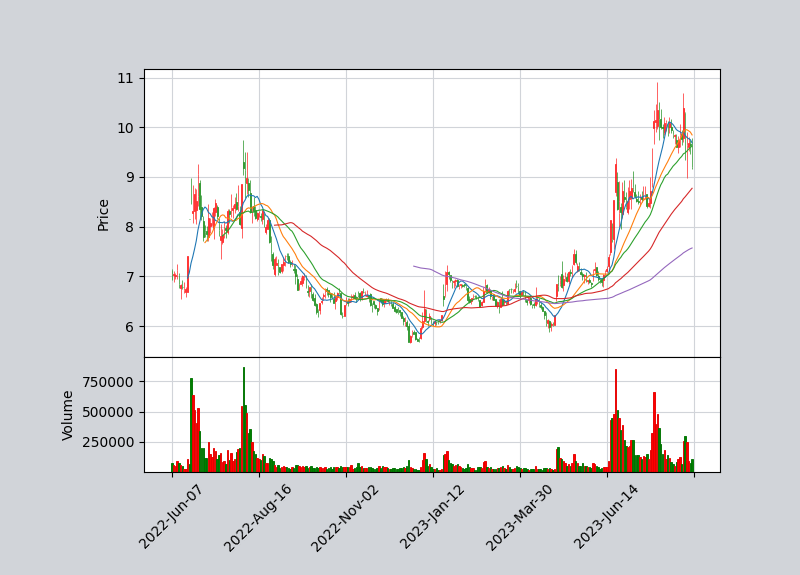 11
10
9
8
7
6
Price
750000
500000
250000
Volume
2022-Jun-07
2022-Aug-16
2022-Nov-02
2023-Jan-12
2023-Mar-30
2023-Jun-14